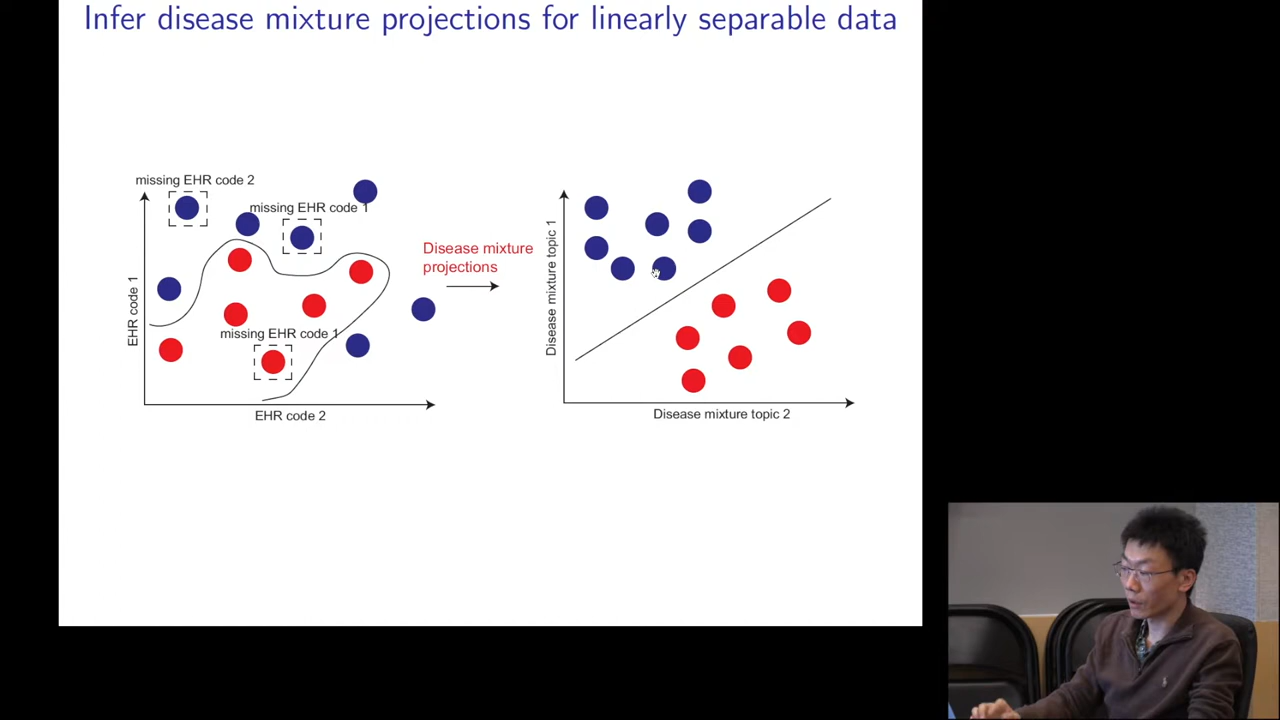 Infer disease mixture projections for linearly separable data
missing EHR code 2
missing EHR code 1
EHR code 1
missing EHR code 1
EHR code 2
Disease mixture
projections
Disease mixture topic 1
Disease mixture topic 2